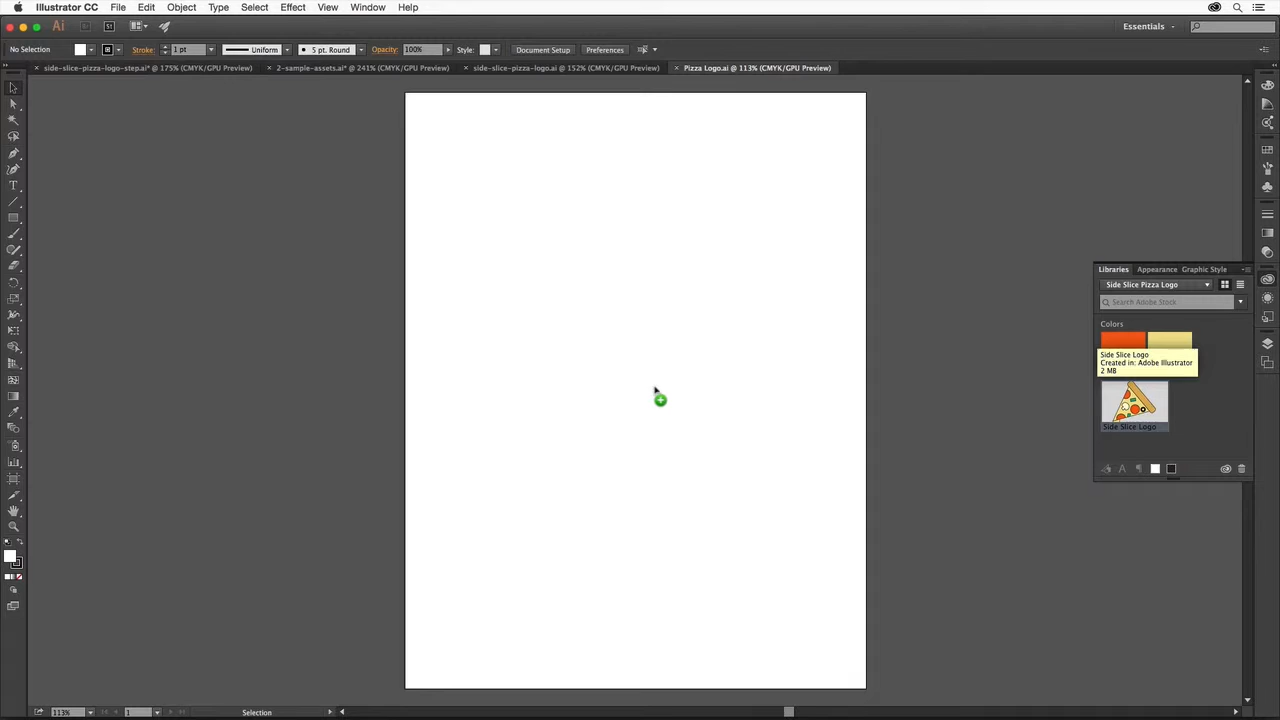 Illustrator CC File Edit Object Type Select Effect View Window Help
Ai Br St Essentials
No Selection Stroke: 1 pt Uniform 5 pt. Round Opacity: 100% Style: Document Setup Preferences
× side-slice-pizza-logo-step.ai* @ 175% (CMYK/GPU Preview) × 2-sample-assets.ai* @ 241% (CMYK/GPU Preview) × side-slice-pizza-logo.ai @ 152% (CMYK/GPU Preview) × Pizza Logo.ai @ 113% (CMYK/GPU Preview)
Libraries Appearance Graphic Style
Side Slice Pizza Logo
Search Adobe Stock
Colors
Side Slice Logo
Created in: Adobe Illustrator
2 MB
Side Slice Logo
113% 1 Selection